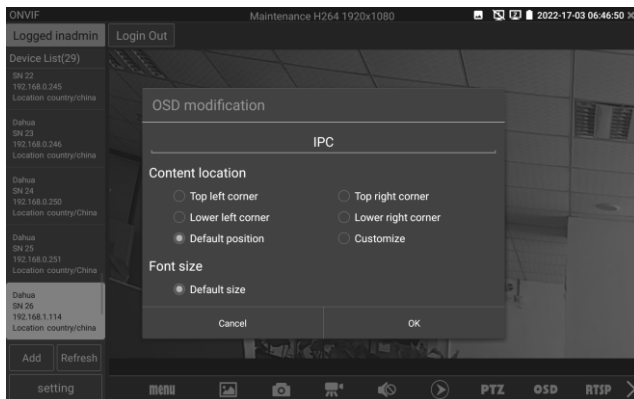 ONVIF Maintenance H264 1920x1080 2022-17-03 06:46:50
Logged inadmin Login Out
Device List(29)
SN 22
192.168.0.245
Location country/china
Dahua
SN 23
192.168.0.246
Location country/china
Dahua
SN 24
192.168.0.250
Location country/China
Dahua
SN 25
192.168.0.251
Location country/China
Dahua
SN 26
192.168.1.114
Location country/china
Add Refresh
setting
OSD modification
IPC
Content location
Top left corner Top right corner
Lower left corner Lower right corner
Default position Customize
Font size
Default size
Cancel OK
menu PTZ OSD RTSP